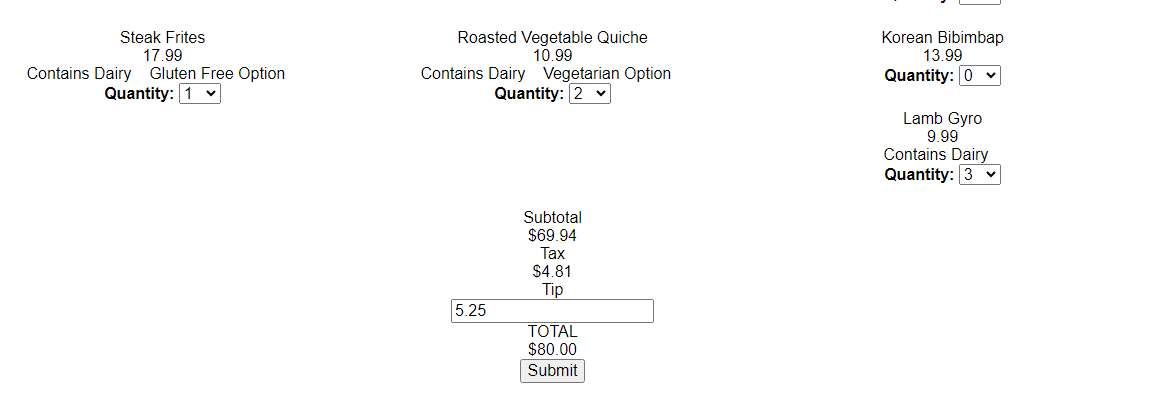 Steak Frites
17.99
Contains Dairy Gluten Free Option
Quantity: 1
Roasted Vegetable Quiche
10.99
Contains Dairy Vegetarian Option
Quantity: 2
Korean Bibimbap
13.99
Quantity: 0
Lamb Gyro
9.99
Contains Dairy
Quantity: 3
Subtotal
$69.94
Tax
$4.81
Tip
5.25
TOTAL
$80.00
Submit